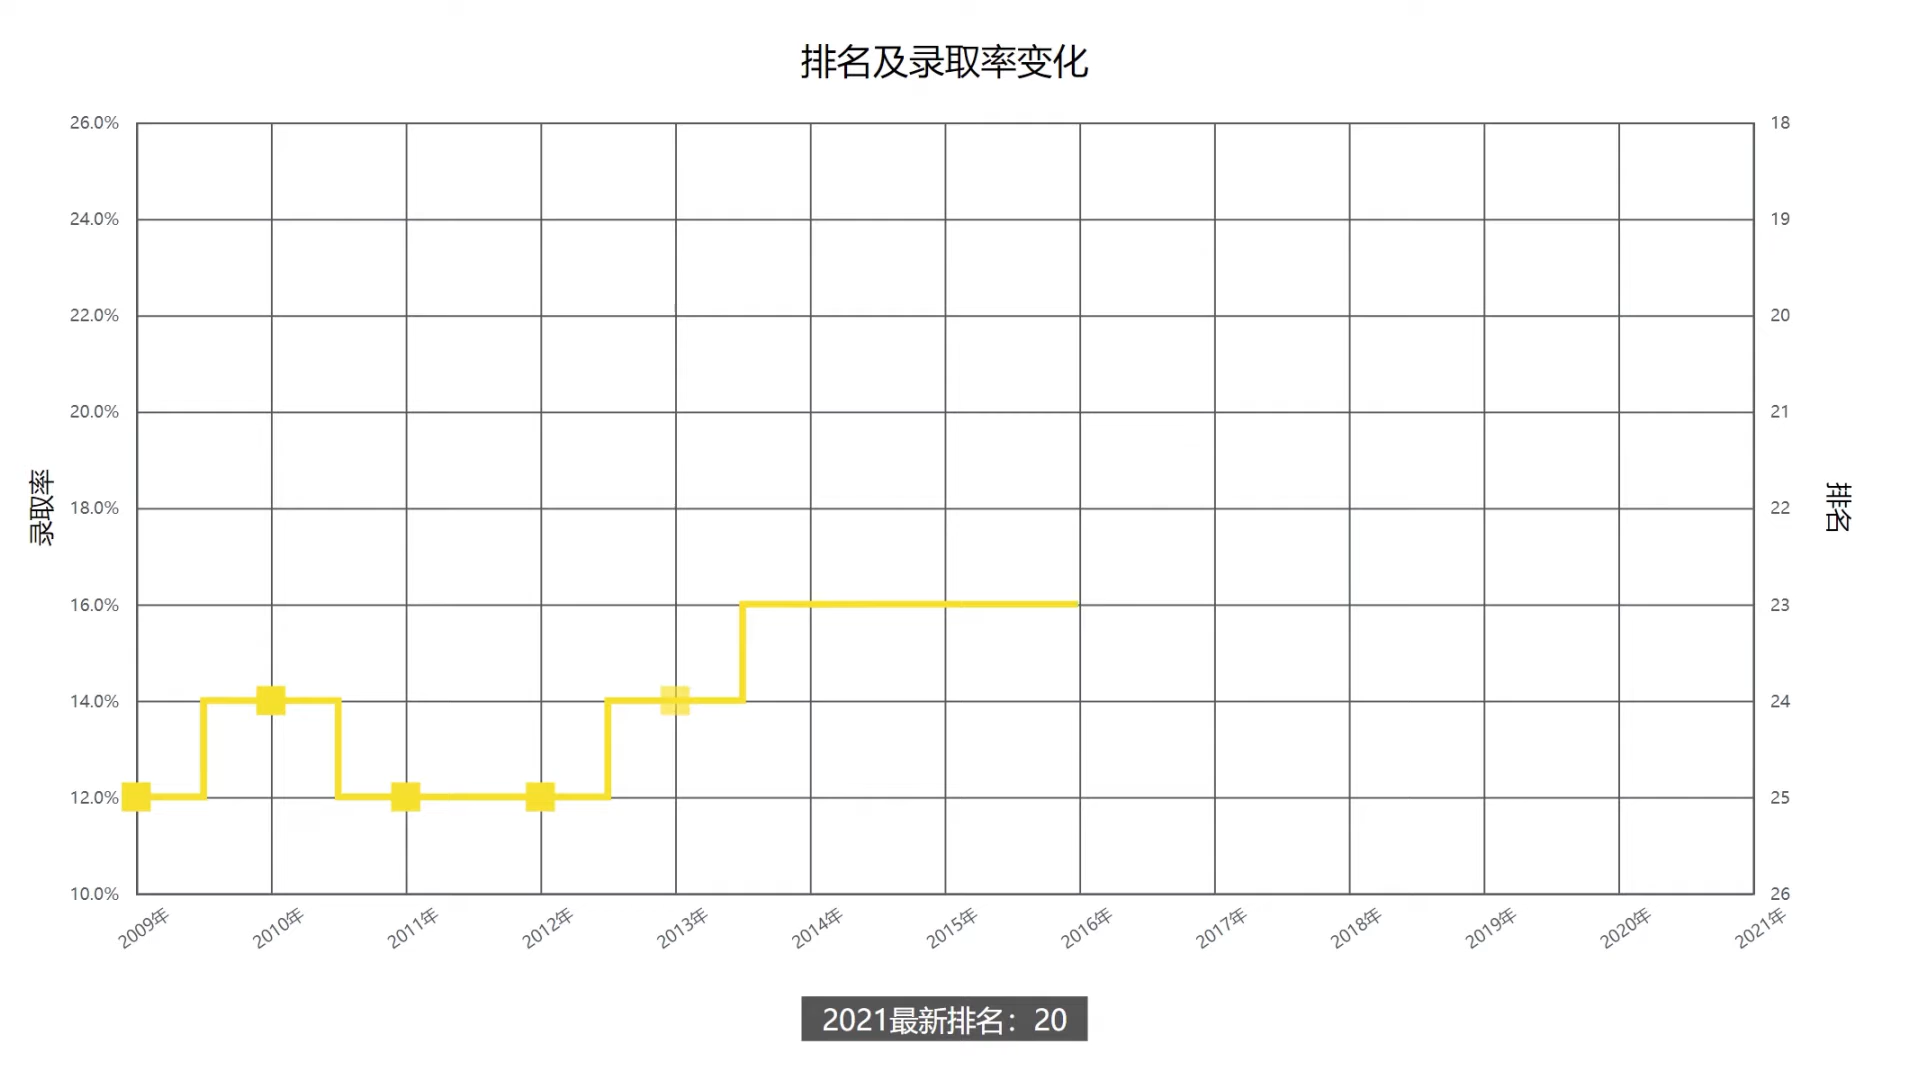 排名及录取率变化
26.0%
24.0%
22.0%
20.0%
18.0%
16.0%
14.0%
12.0%
10.0%
录取率
18
19
20
21
22
23
24
25
26
排名
2009年
2010年
2011年
2012年
2013年
2014年
2015年
2016年
2017年
2018年
2019年
2020年
2021年
2021最新排名：20